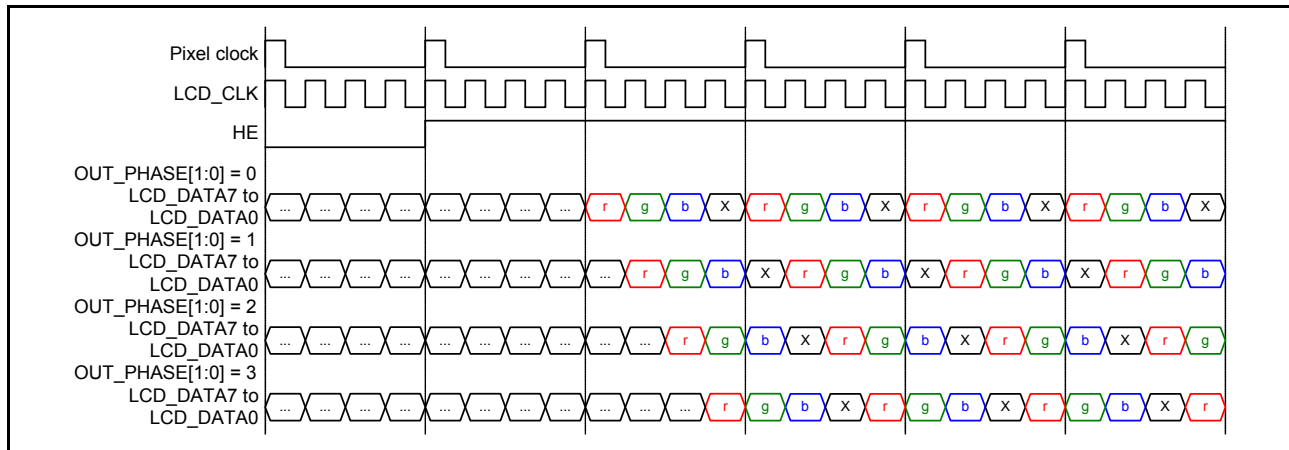 Pixel clock
LCD_CLK
HE
OUT_PHASE[1:0] = 0
LCD_DATA7 to
LCD_DATA0
... ... ... ... ... ... ... ... r g b X r g b X r g b X r g b X
OUT_PHASE[1:0] = 1
LCD_DATA7 to
LCD_DATA0
... ... ... ... ... ... ... ... ... r g b X r g b X r g b X r g b
OUT_PHASE[1:0] = 2
LCD_DATA7 to
LCD_DATA0
... ... ... ... ... ... ... ... ... ... r g b X r g b X r g b X r g
OUT_PHASE[1:0] = 3
LCD_DATA7 to
LCD_DATA0
... ... ... ... ... ... ... ... ... ... ... r g b X r g b X r g b X r